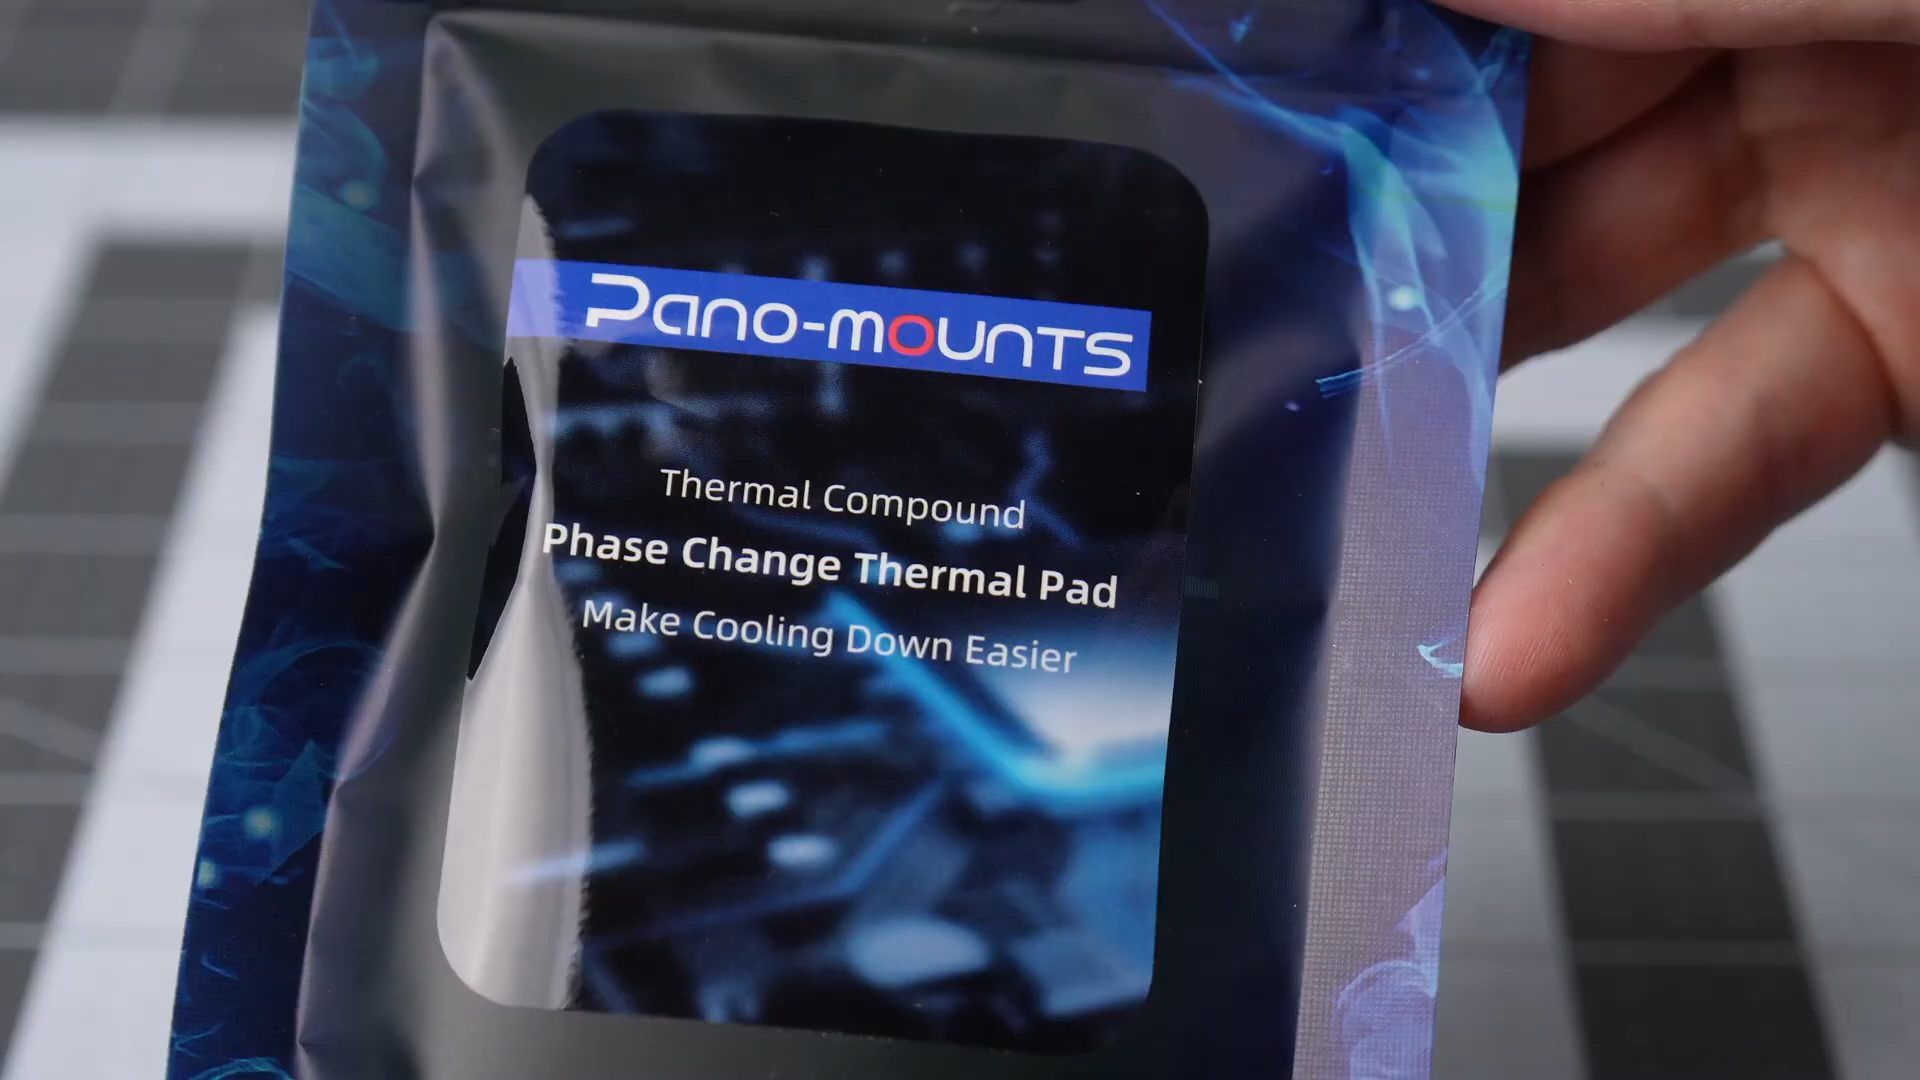 Pano-mounts
Thermal Compound
Phase Change Thermal Pad
Make Cooling Down Easier